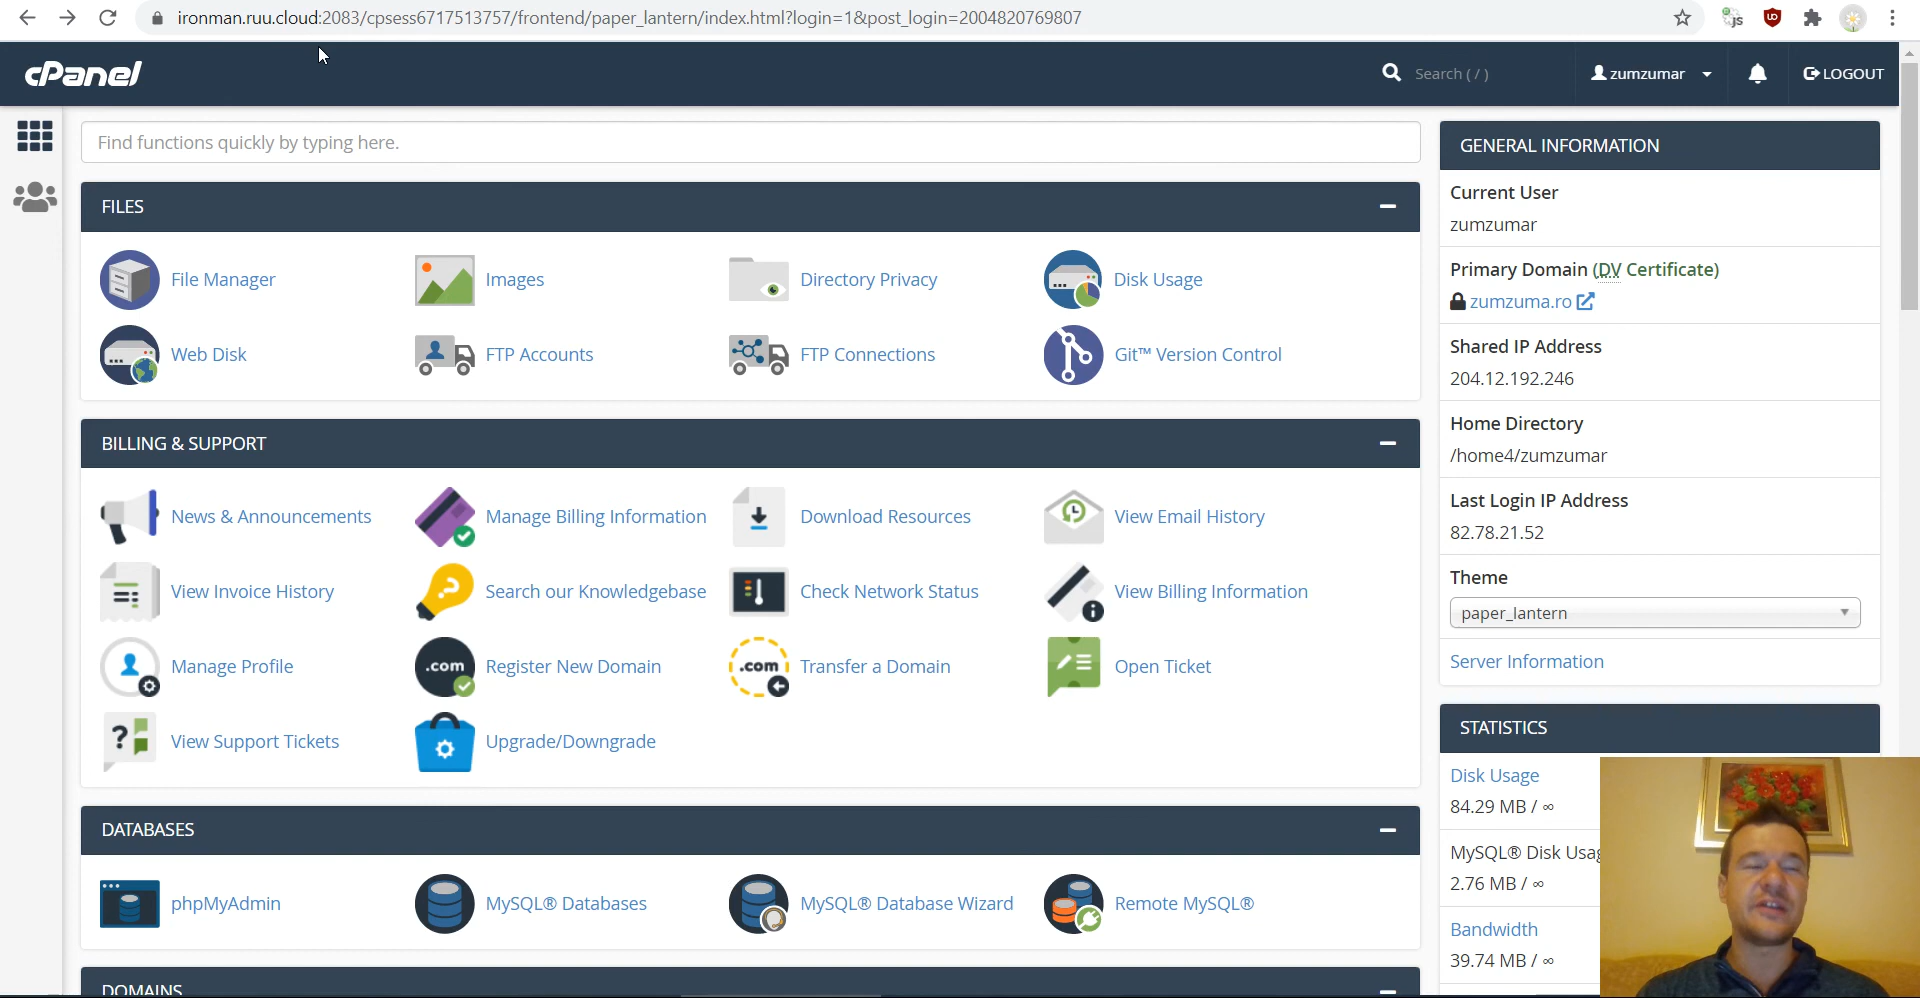 ironman.ruu.cloud:2083/cpsess6717513757/frontend/paper_lantern/index.html?login=1&post_login=2004820769807
cPanel
Search ( / )
zumzumar
LOGOUT
Find functions quickly by typing here.
FILES
File Manager
Images
Directory Privacy
Disk Usage
Web Disk
FTP Accounts
FTP Connections
Git™ Version Control
BILLING & SUPPORT
News & Announcements
Manage Billing Information
Download Resources
View Email History
View Invoice History
Search our Knowledgebase
Check Network Status
View Billing Information
Manage Profile
.com
Register New Domain
.com
Transfer a Domain
Open Ticket
View Support Tickets
Upgrade/Downgrade
DATABASES
phpMyAdmin
MySQL® Databases
MySQL® Database Wizard
Remote MySQL®
DOMAINS
GENERAL INFORMATION
Current User
zumzumar
Primary Domain (DV Certificate)
zumzuma.ro
Shared IP Address
204.12.192.246
Home Directory
/home4/zumzumar
Last Login IP Address
82.78.21.52
Theme
paper_lantern
Server Information
STATISTICS
Disk Usage
84.29 MB / ∞
MySQL® Disk Usag
2.76 MB / ∞
Bandwidth
39.74 MB / ∞